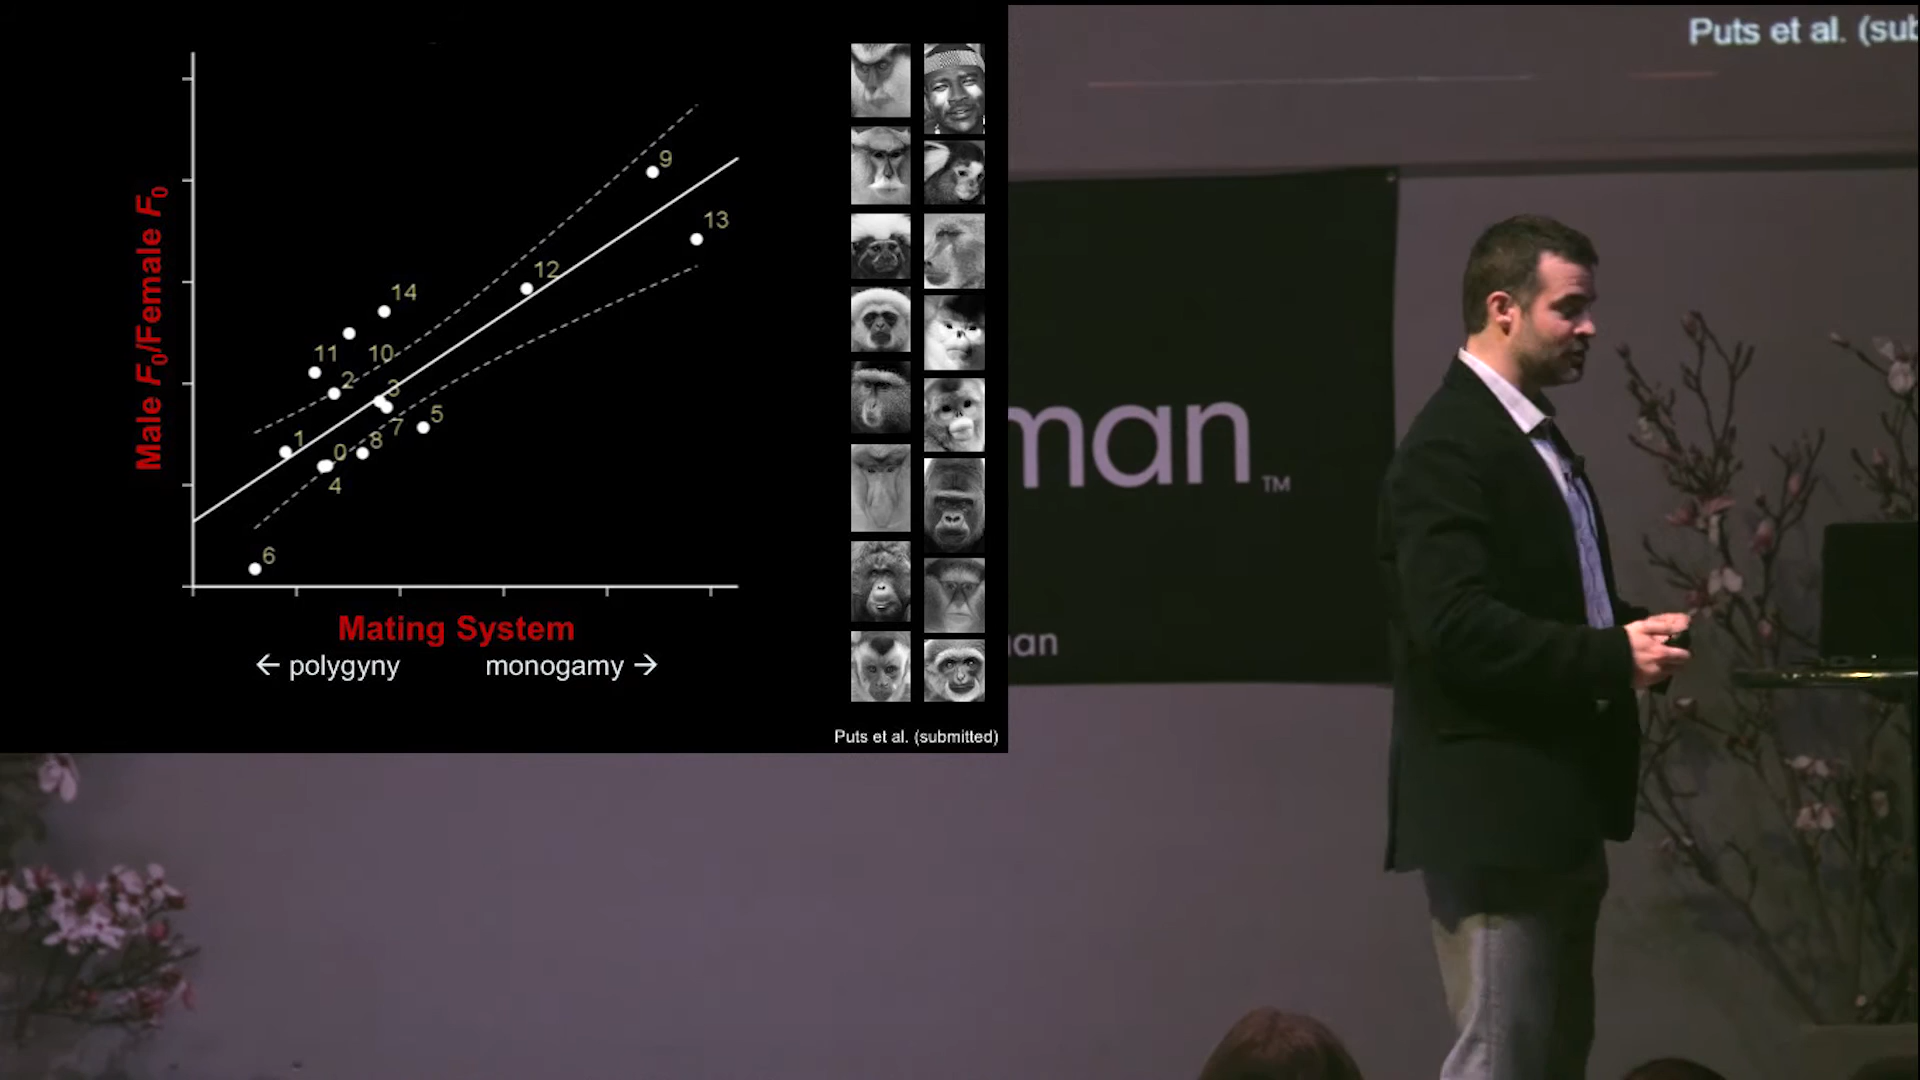 Male F0/Female F0
9
13
12
14
11
10
2
3
5
7
1
8
0
4
6
Mating System
← polygyny
monogamy →
Puts et al. (submitted)
Puts et al. (sub
man
TM
an